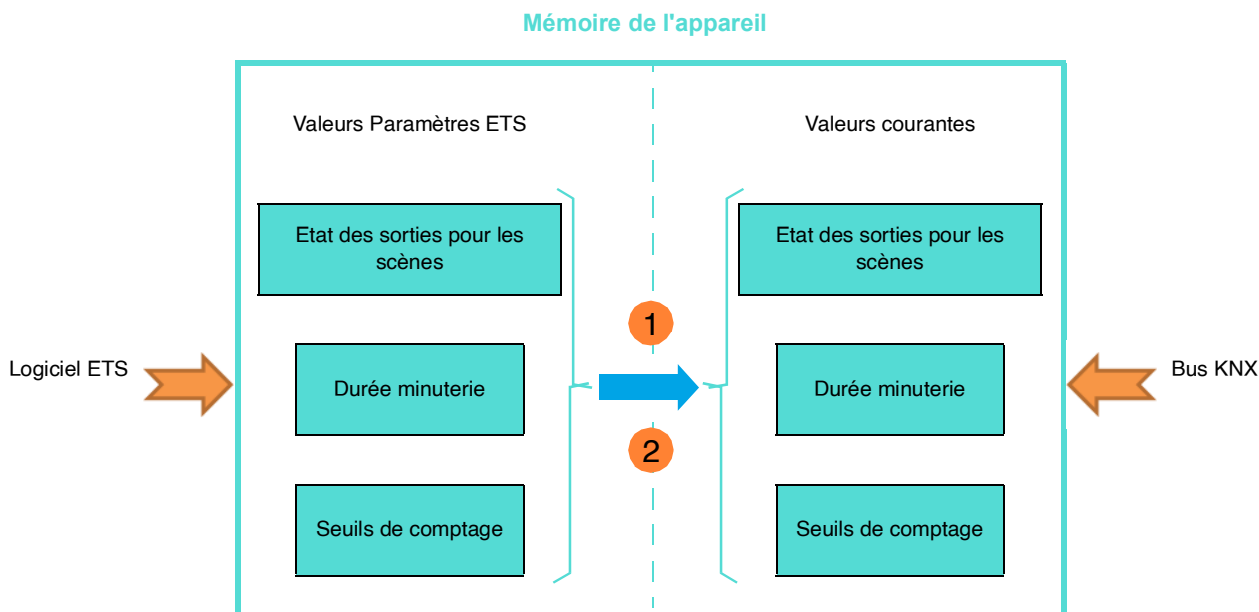 Mémoire de l'appareil
Valeurs Paramètres ETS
Valeurs courantes
Etat des sorties pour les
scènes
Etat des sorties pour les
scènes
1
Logiciel ETS
Durée minuterie
Durée minuterie
Bus KNX
2
Seuils de comptage
Seuils de comptage